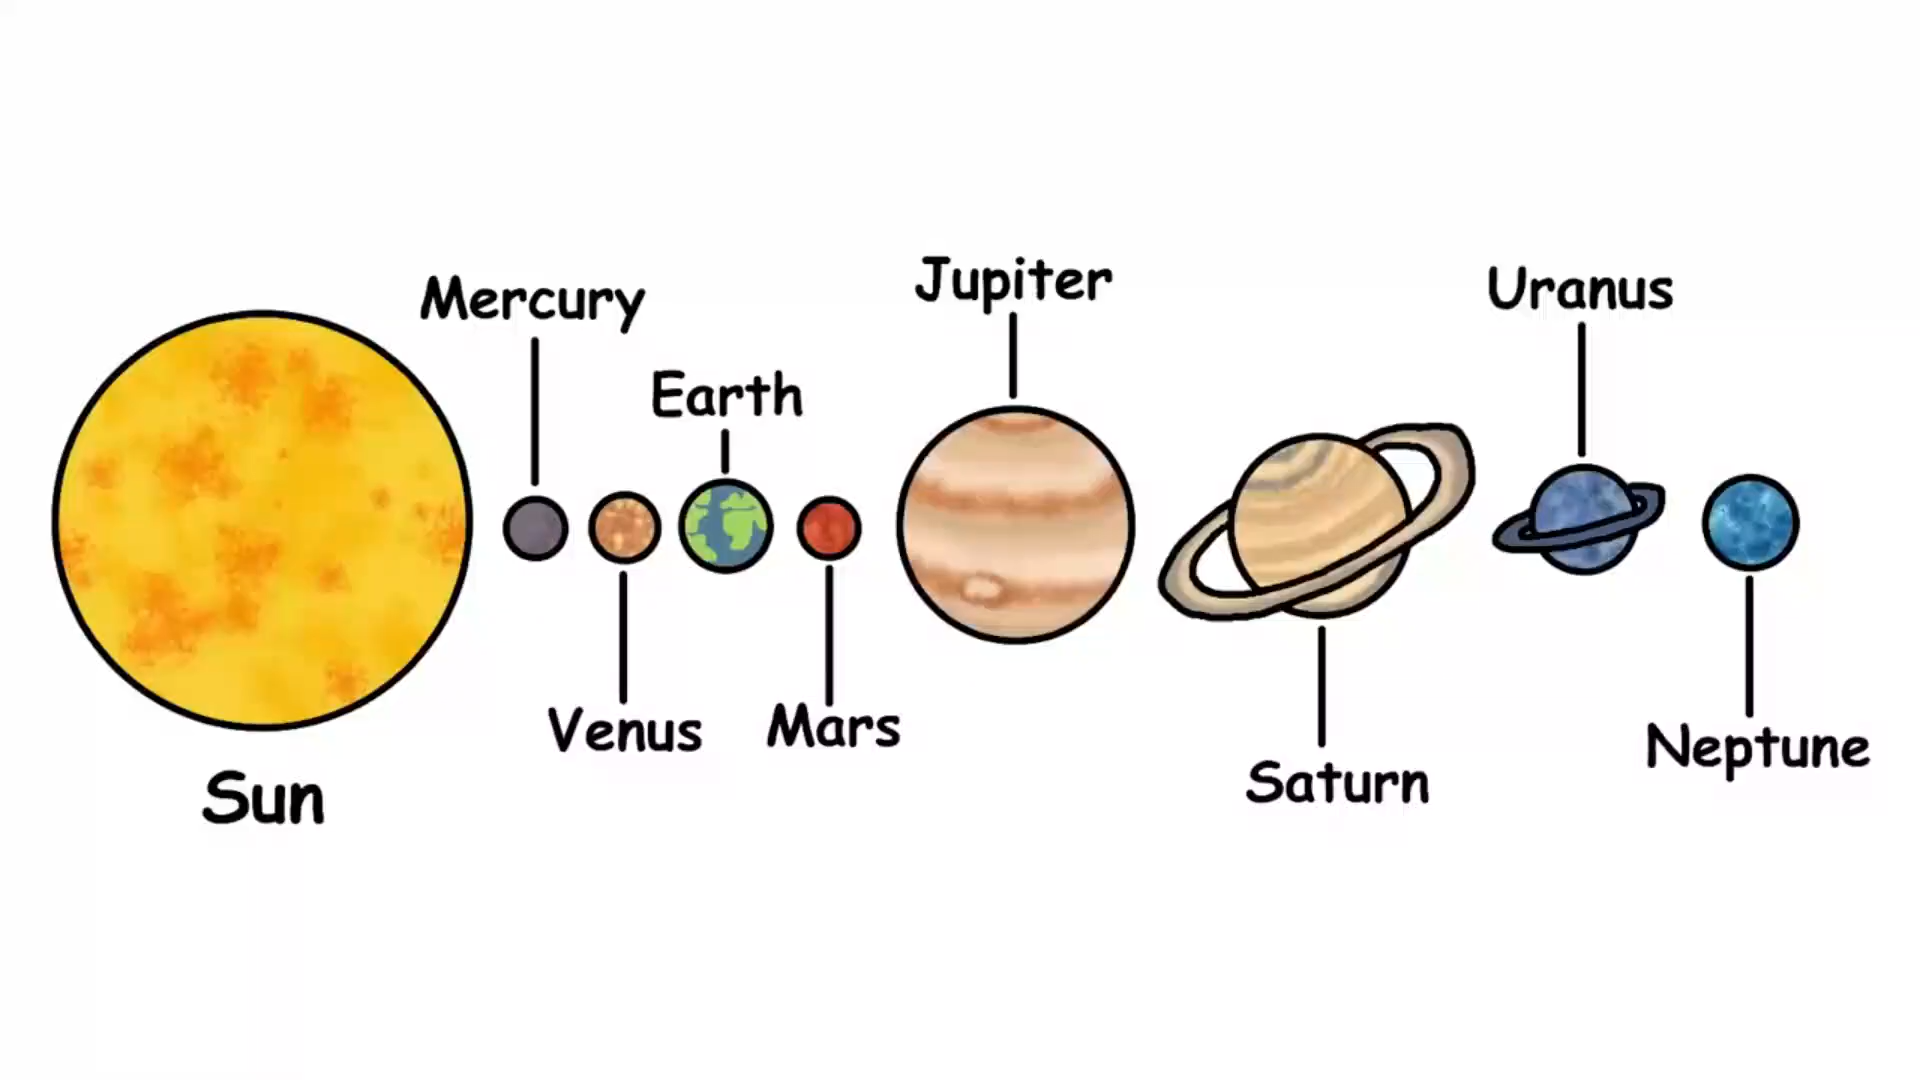 Sun
Mercury
Venus
Earth
Mars
Jupiter
Saturn
Uranus
Neptune